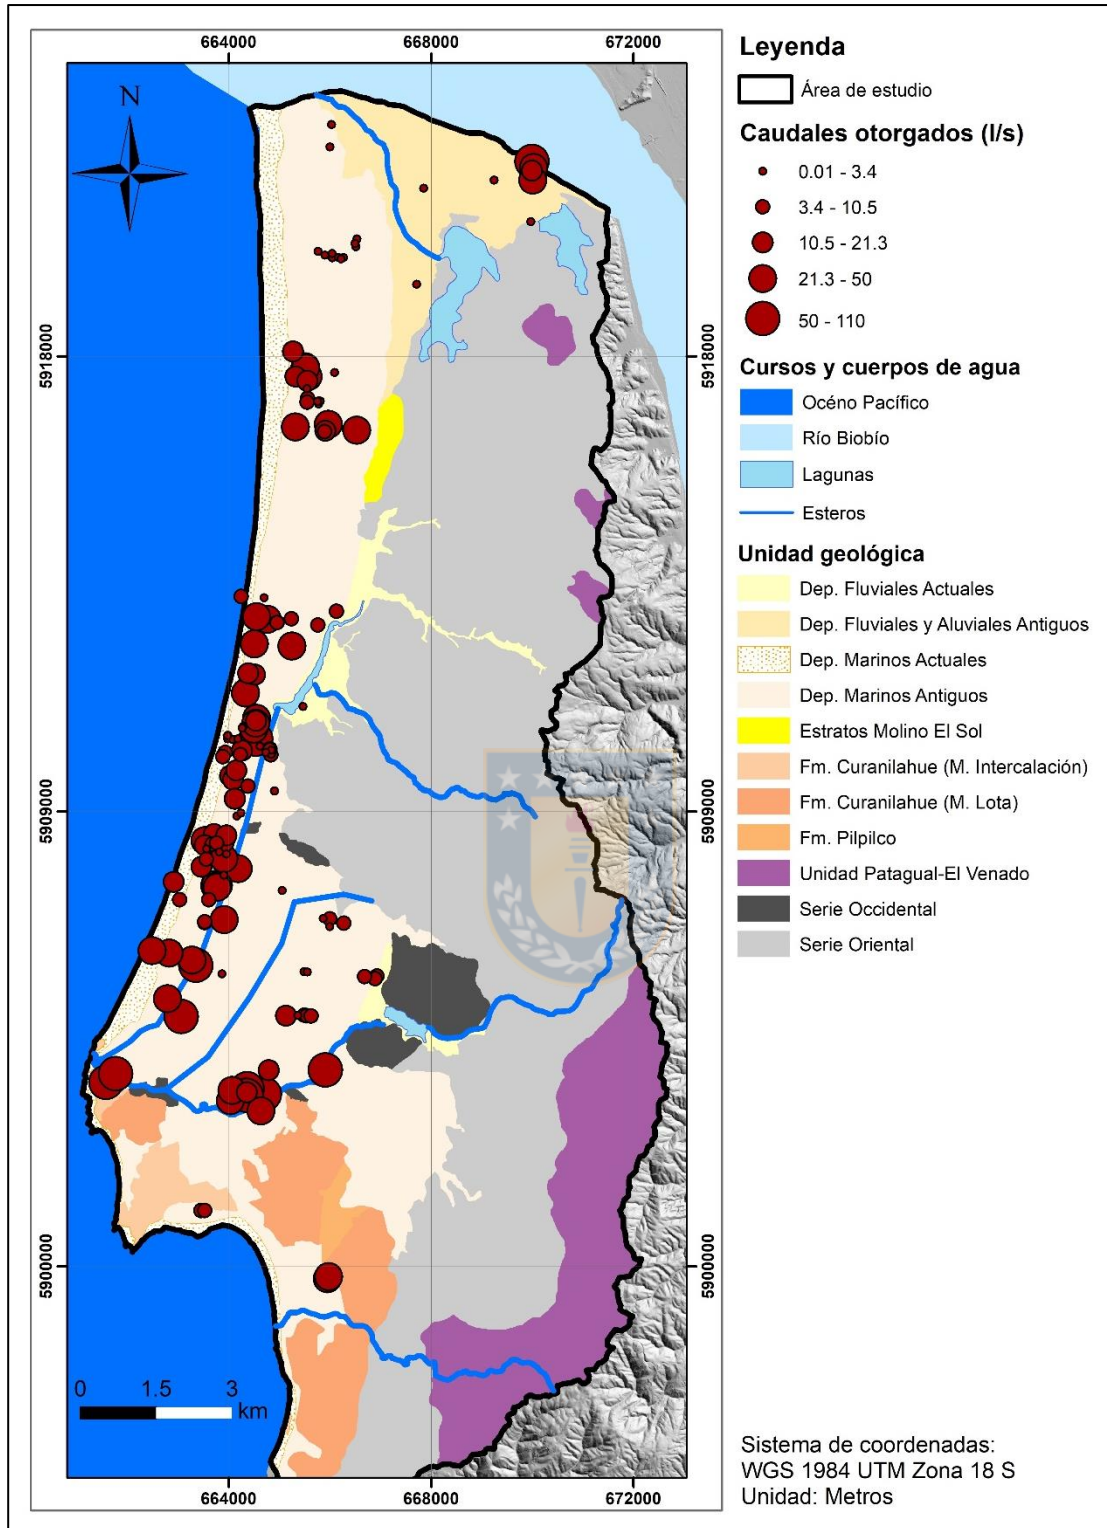 664000 668000 672000
N
5918000 5918000
5909000 5909000
5900000 5900000
0 1.5 3
km
664000 668000 672000
Leyenda
Área de estudio
Caudales otorgados (l/s)
0.01 - 3.4
3.4 - 10.5
10.5 - 21.3
21.3 - 50
50 - 110
Cursos y cuerpos de agua
Océno Pacífico
Río Biobío
Lagunas
Esteros
Unidad geológica
Dep. Fluviales Actuales
Dep. Fluviales y Aluviales Antiguos
Dep. Marinos Actuales
Dep. Marinos Antiguos
Estratos Molino El Sol
Fm. Curanilahue (M. Intercalación)
Fm. Curanilahue (M. Lota)
Fm. Pilpilco
Unidad Patagual-El Venado
Serie Occidental
Serie Oriental
Sistema de coordenadas:
WGS 1984 UTM Zona 18 S
Unidad: Metros